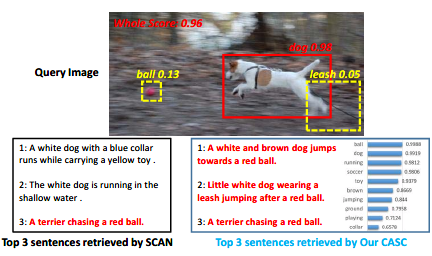 Whole Score: 0.96
dog 0.98
ball 0.13
leash 0.05
Query Image
1: A white dog with a blue collar
runs while carrying a yellow toy .
2: The white dog is running in the
shallow water .
3: A terrier chasing a red ball.
Top 3 sentences retrieved by SCAN
1: A white and brown dog jumps
towards a red ball.
2: Little white dog wearing a
leash jumping after a red ball.
3: A terrier chasing a red ball.
ball 0.9988
dog 0.9919
running 0.9812
soccer 0.9806
toy 0.9379
brown 0.8669
jumping 0.844
ground 0.7958
playing 0.7124
collar 0.6579
Top 3 sentences retrieved by Our CASC